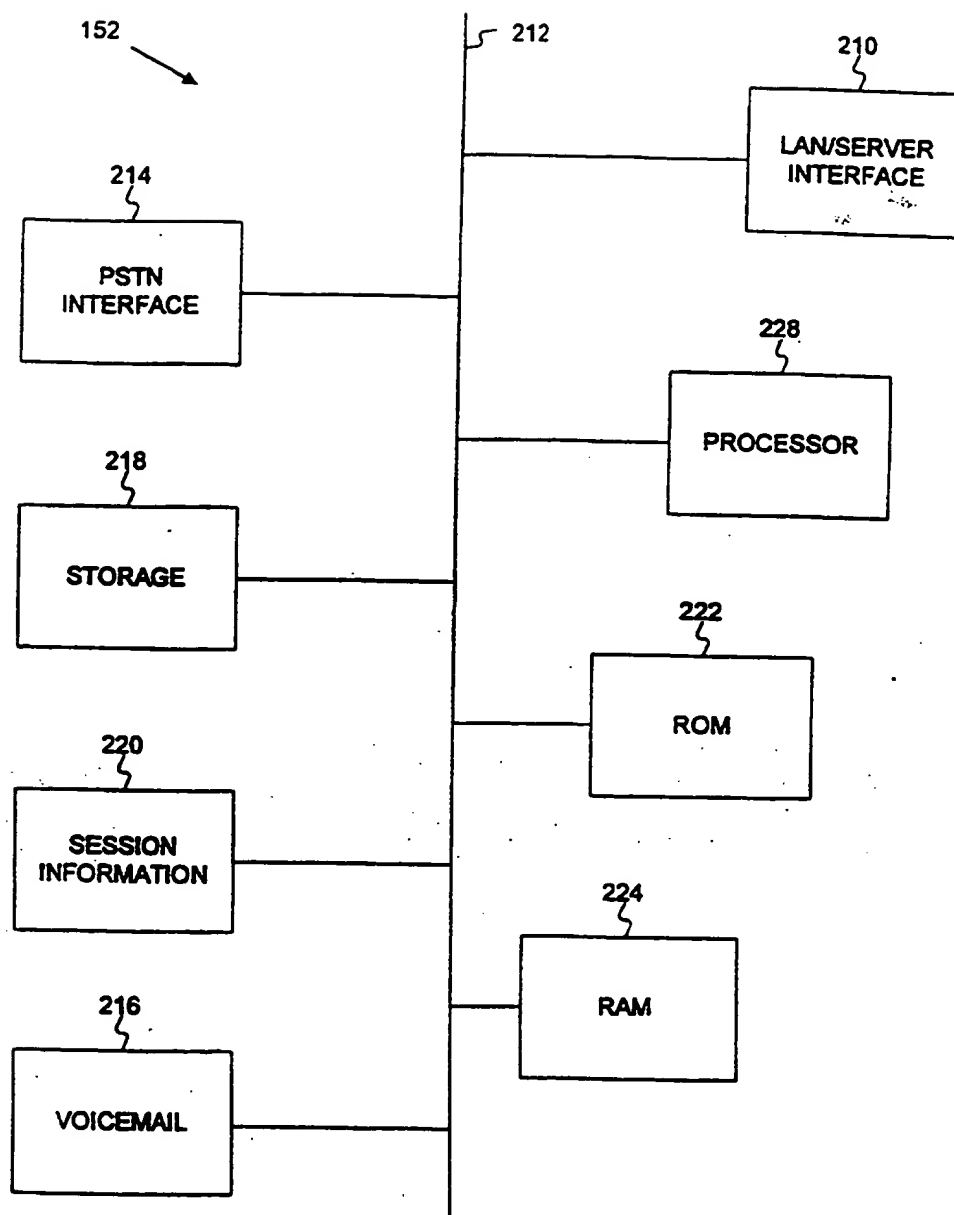 152
212
210
LAN/SERVER
INTERFACE
214
PSTN
INTERFACE
228
PROCESSOR
218
STORAGE
222
ROM
220
SESSION
INFORMATION
224
RAM
216
VOICEMAIL